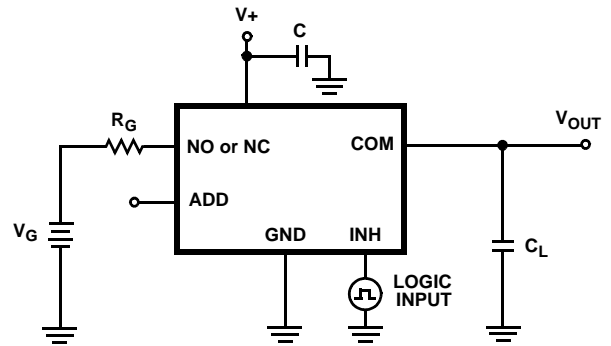 V+
C
RG
NO or NC
COM
VOUT
ADD
VG
GND
INH
CL
LOGIC
INPUT